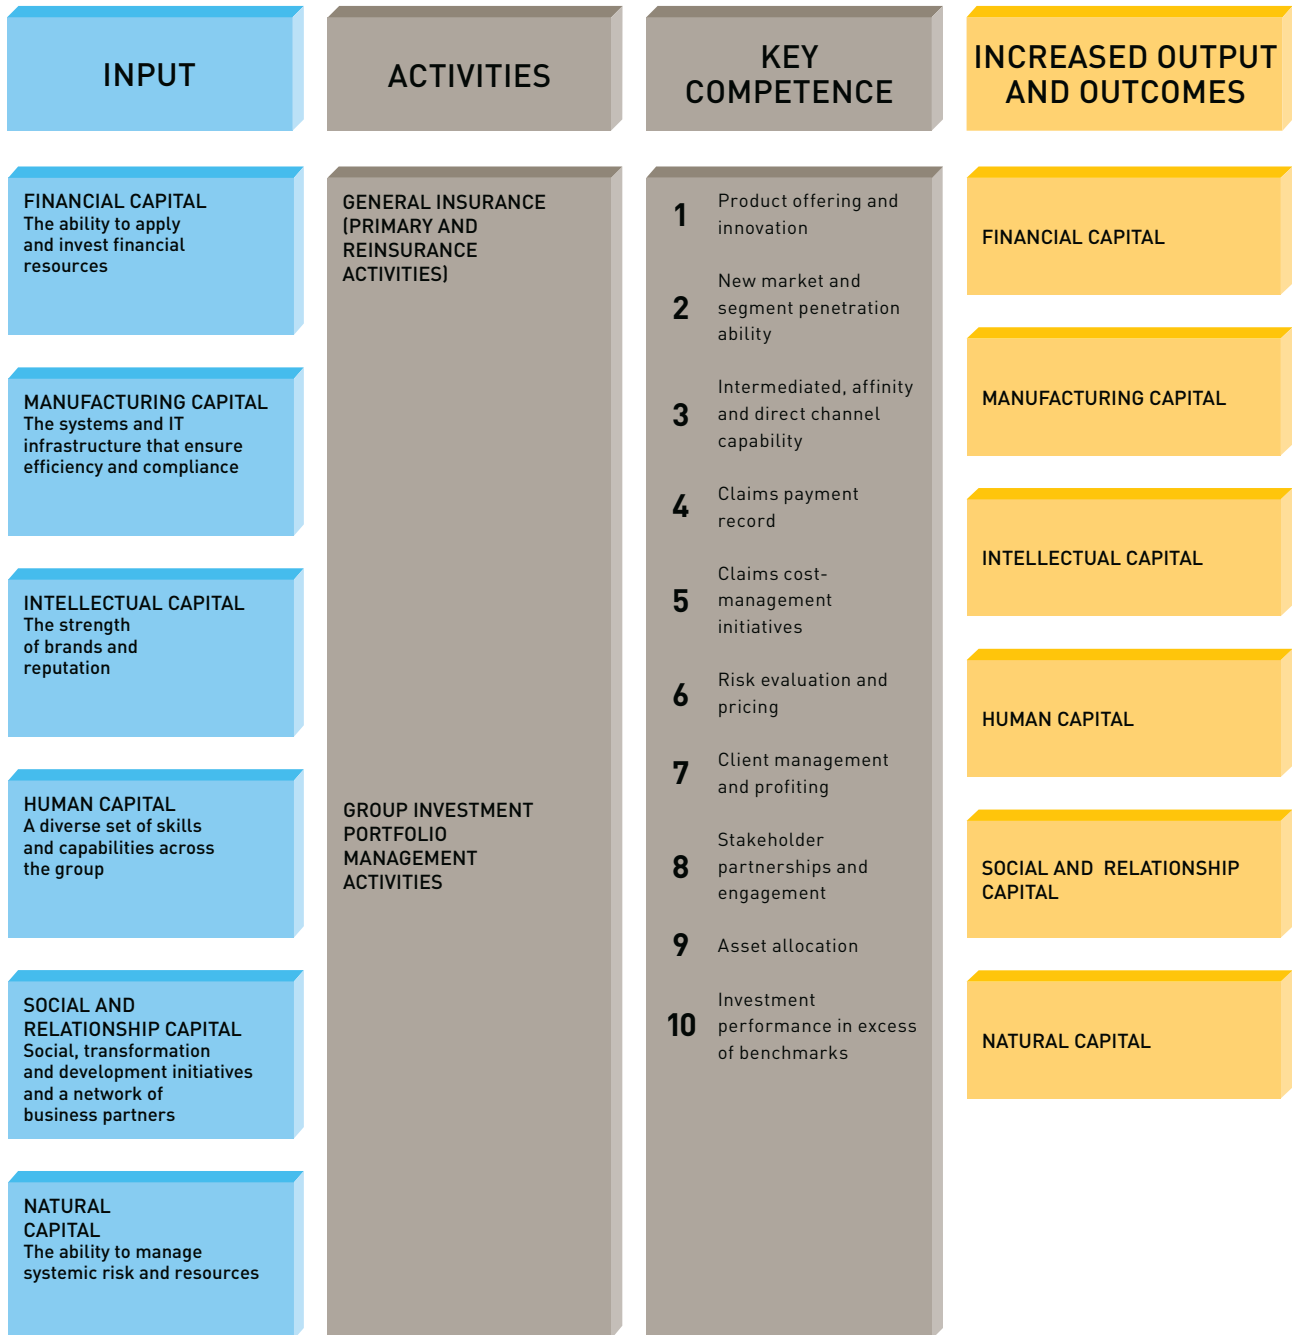 INPUT
ACTIVITIES
KEY
COMPETENCE
INCREASED OUTPUT
AND OUTCOMES
FINANCIAL CAPITAL
The ability to apply
and invest financial
resources
MANUFACTURING CAPITAL
The systems and IT
infrastructure that ensure
efficiency and compliance
INTELLECTUAL CAPITAL
The strength
of brands and
reputation
HUMAN CAPITAL
A diverse set of skills
and capabilities across
the group
SOCIAL AND
RELATIONSHIP CAPITAL
Social, transformation
and development initiatives
and a network of
business partners
NATURAL
CAPITAL
The ability to manage
systemic risk and resources
GENERAL INSURANCE
(PRIMARY AND
REINSURANCE
ACTIVITIES)
GROUP INVESTMENT
PORTFOLIO
MANAGEMENT
ACTIVITIES
1
Product offering and
innovation
2
New market and
segment penetration
ability
3
Intermediated, affinity
and direct channel
capability
4
Claims payment
record
5
Claims cost-
management
initiatives
6
Risk evaluation and
pricing
7
Client management
and profiting
8
Stakeholder
partnerships and
engagement
9
Asset allocation
10
Investment
performance in excess
of benchmarks
FINANCIAL CAPITAL
MANUFACTURING CAPITAL
INTELLECTUAL CAPITAL
HUMAN CAPITAL
SOCIAL AND RELATIONSHIP
CAPITAL
NATURAL CAPITAL